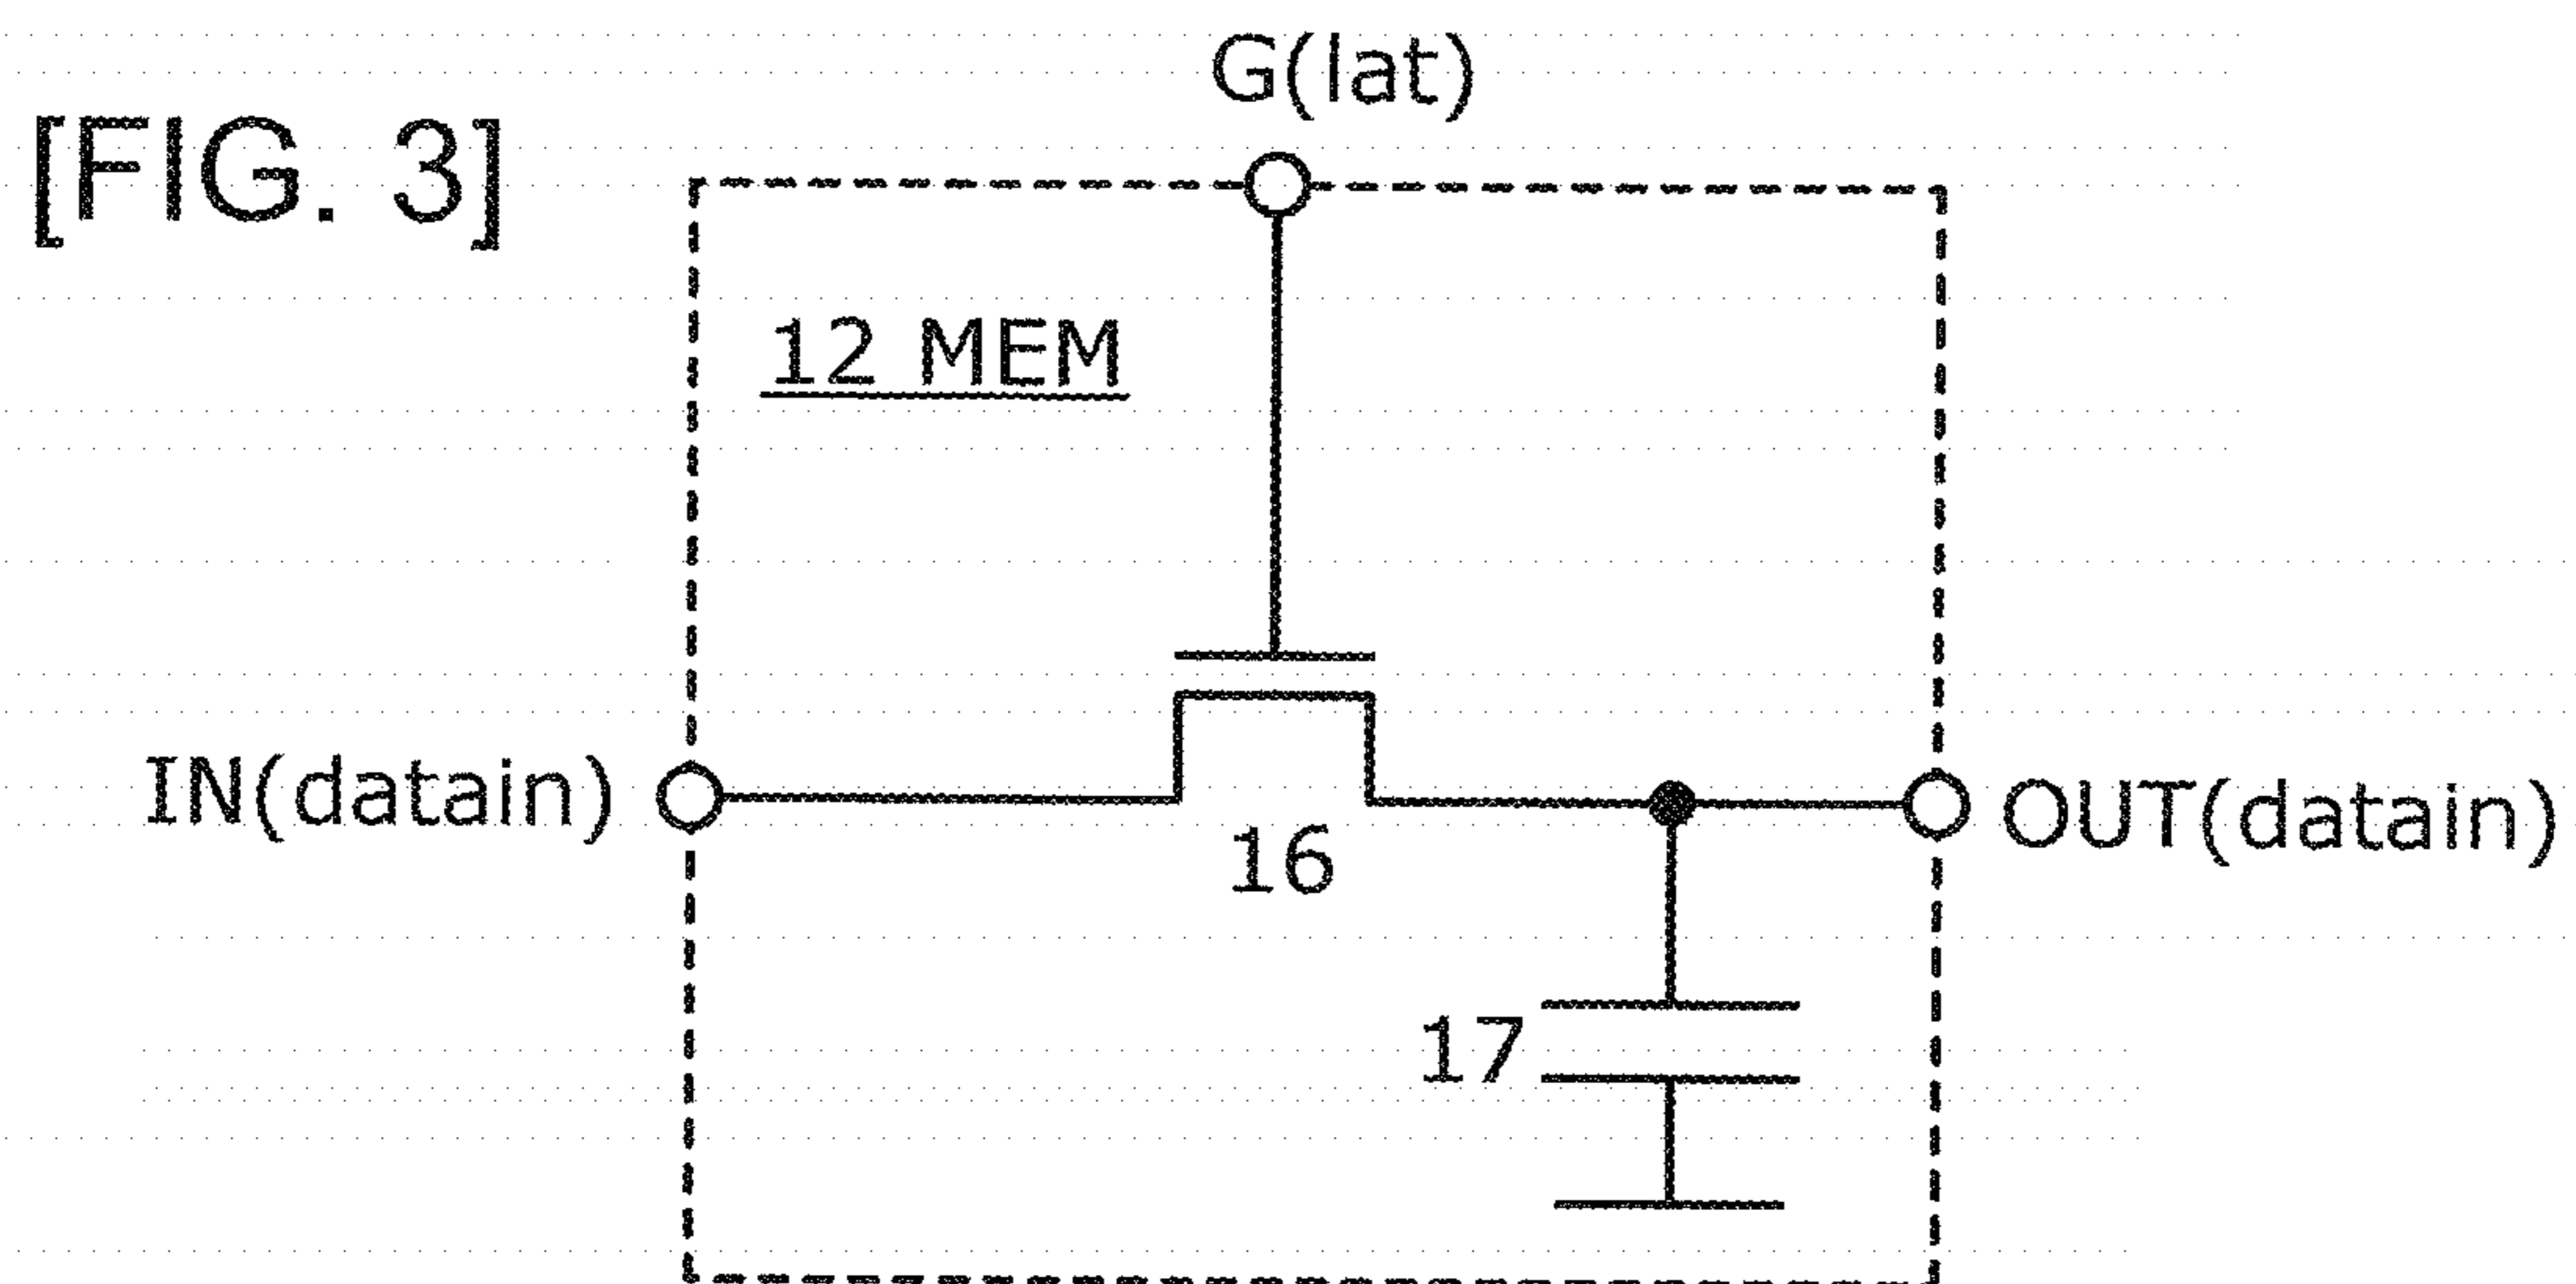 G(lat)
[FIG. 3]
12 MEM
IN(datain)
OUT(datain)
16
17